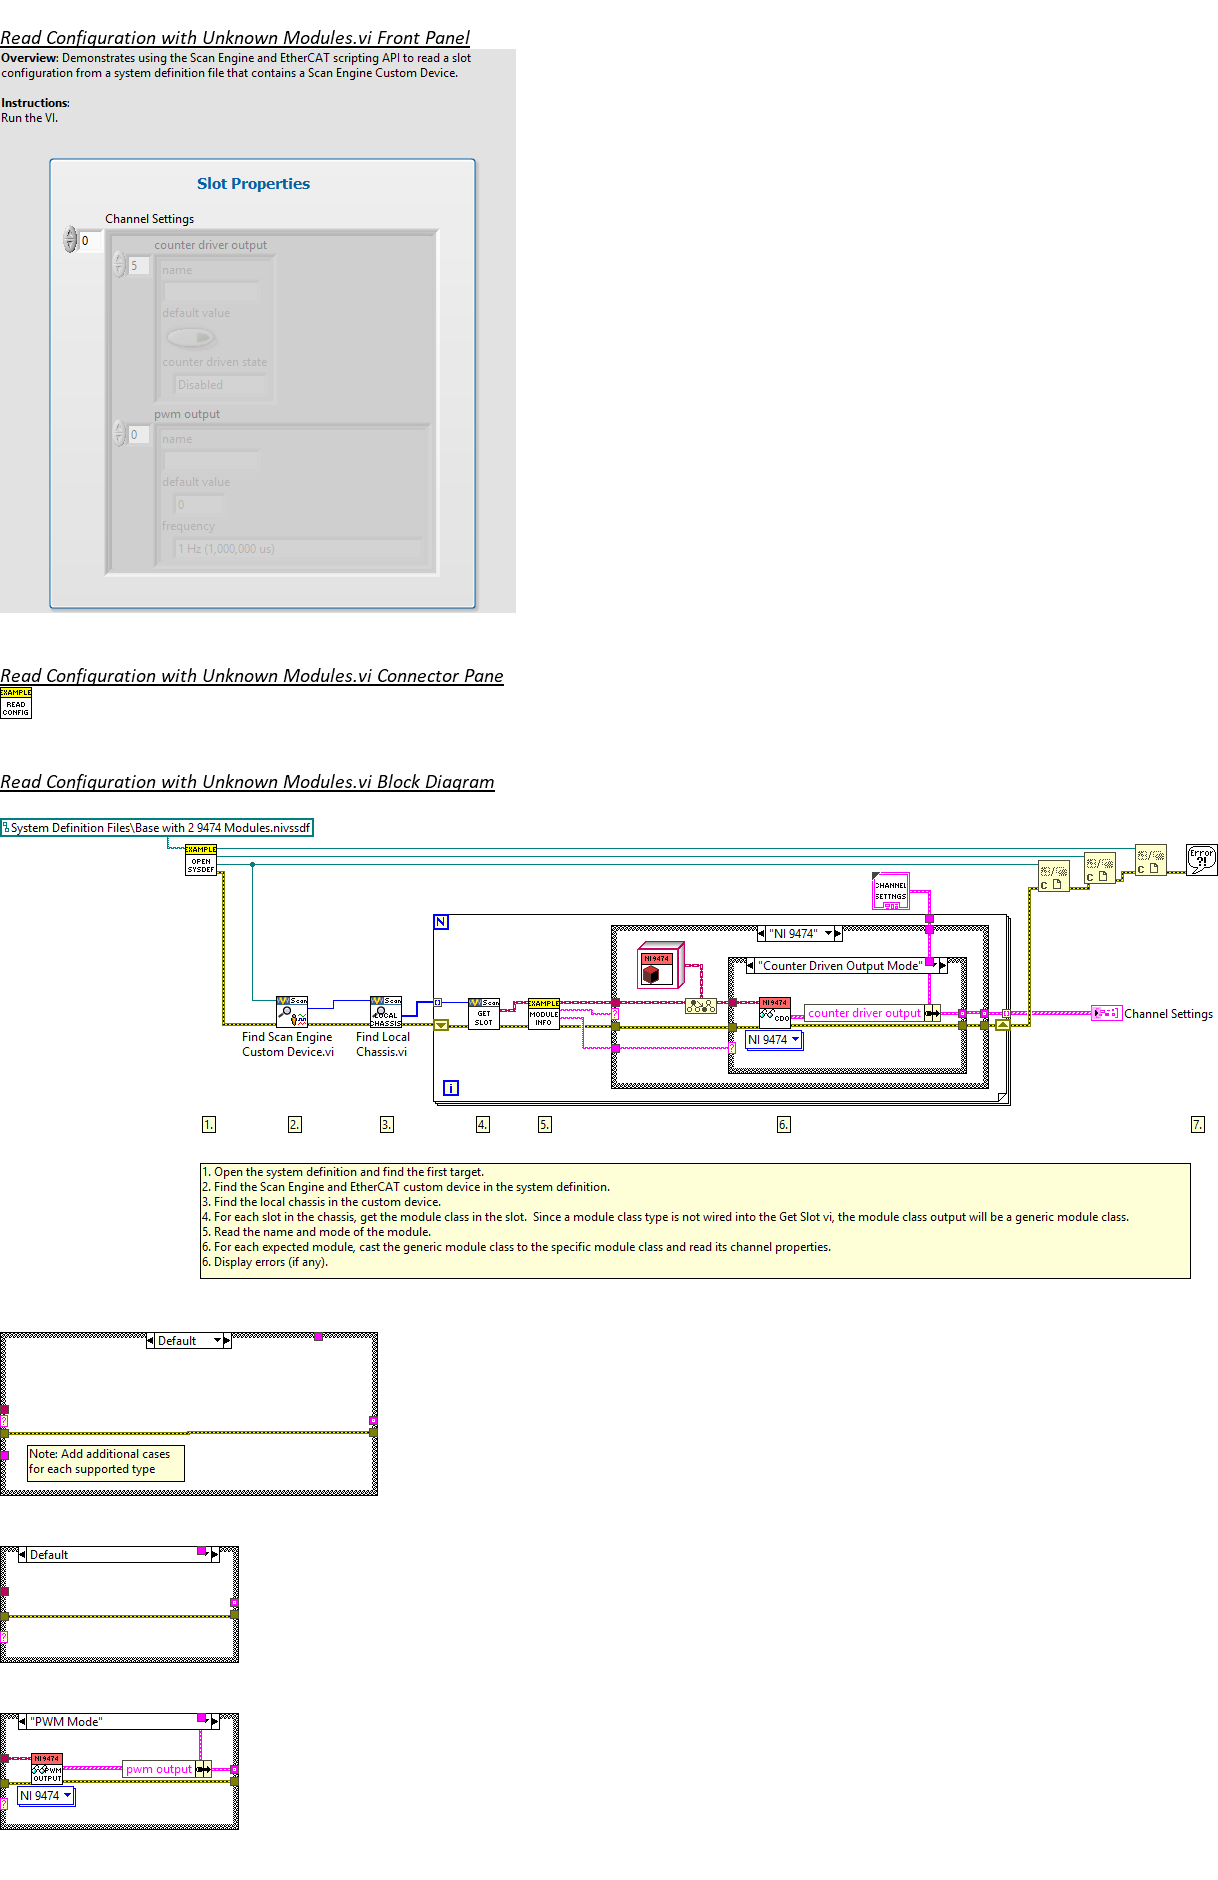 Read Configuration with Unknown Modules.vi Front Panel
Overview: Demonstrates using the Scan Engine and EtherCAT scripting API to read a slot
configuration from a system definition file that contains a Scan Engine Custom Device.
Instructions:
Run the VI.
Slot Properties
Channel Settings
0
counter driver output
5
name
default value
counter driven state
Disabled
pwm output
0
name
default value
0
frequency
1 Hz (1,000,000 us)
Read Configuration with Unknown Modules.vi Connector Pane
EXAMPLE
READ
CONFIG
Read Configuration with Unknown Modules.vi Block Diagram
System Definition Files\Base with 2 9474 Modules.nivssdf
EXAMPLE
OPEN
SYSDEF
Error
?!
C
C
C
CHANNEL
SETTNGS
N
"NI 9474"
NI 9474
"Counter Driven Output Mode"
Scan
Scan
LOCAL
CHASSIS
Scan
GET
SLOT
EXAMPLE
MODULE
INFO
NI 9474
CDO
counter driver output
Channel Settings
Find Scan Engine
Custom Device.vi
Find Local
Chassis.vi
NI 9474
i
1.
2.
3.
4.
5.
6.
7.
1. Open the system definition and find the first target.
2. Find the Scan Engine and EtherCAT custom device in the system definition.
3. Find the local chassis in the custom device.
4. For each slot in the chassis, get the module class in the slot.  Since a module class type is not wired into the Get Slot vi, the module class output will be a generic module class.
5. Read the name and mode of the module.
6. For each expected module, cast the generic module class to the specific module class and read its channel properties.
6. Display errors (if any).
Default
Note: Add additional cases
for each supported type
Default
"PWM Mode"
NI 9474
PWM
OUTPUT
pwm output
NI 9474